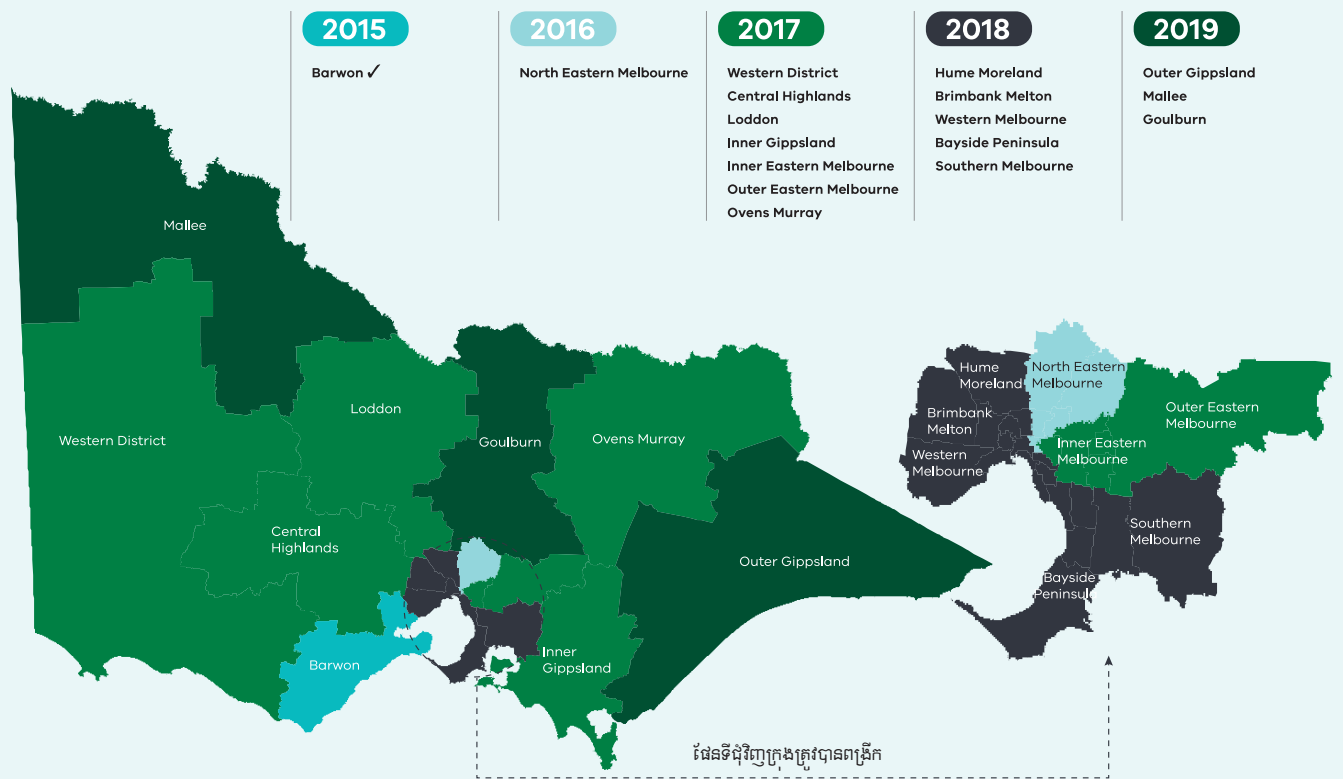 2015
Barwon ✓
2016
North Eastern Melbourne
2017
Western District
Central Highlands
Loddon
Inner Gippsland
Inner Eastern Melbourne
Outer Eastern Melbourne
Ovens Murray
2018
Hume Moreland
Brimbank Melton
Western Melbourne
Bayside Peninsula
Southern Melbourne
2019
Outer Gippsland
Mallee
Goulburn
Mallee
Western District
Loddon
Goulburn
Ovens Murray
Central
Highlands
Outer Gippsland
Barwon
Inner
Gippsland
Hume
Moreland
North Eastern
Melbourne
Brimbank
Melton
Outer Eastern
Melbourne
Inner Eastern
Melbourne
Western
Melbourne
Southern
Melbourne
Bayside
Peninsula
ផែនទីជុំវិញក្រុងត្រូវបានពង្រីក